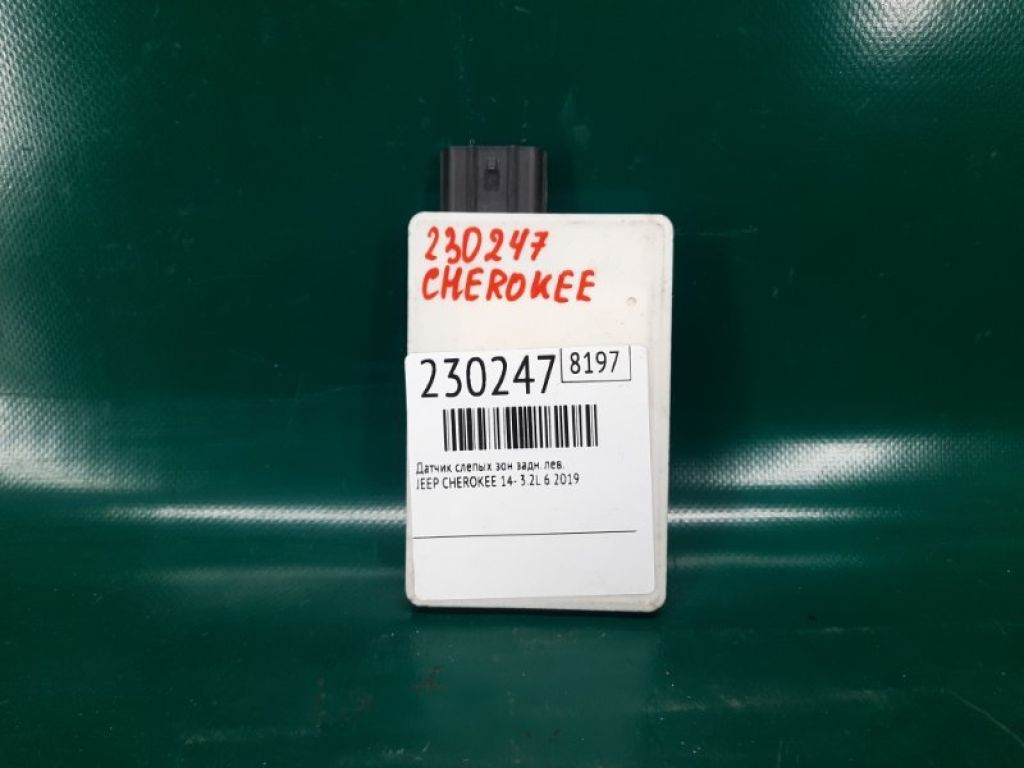 230247
CHEROKEE
230247 8197
Датчик слепых зон задн. лев.
JEEP CHEROKEE 14- 3.2L 6 2019